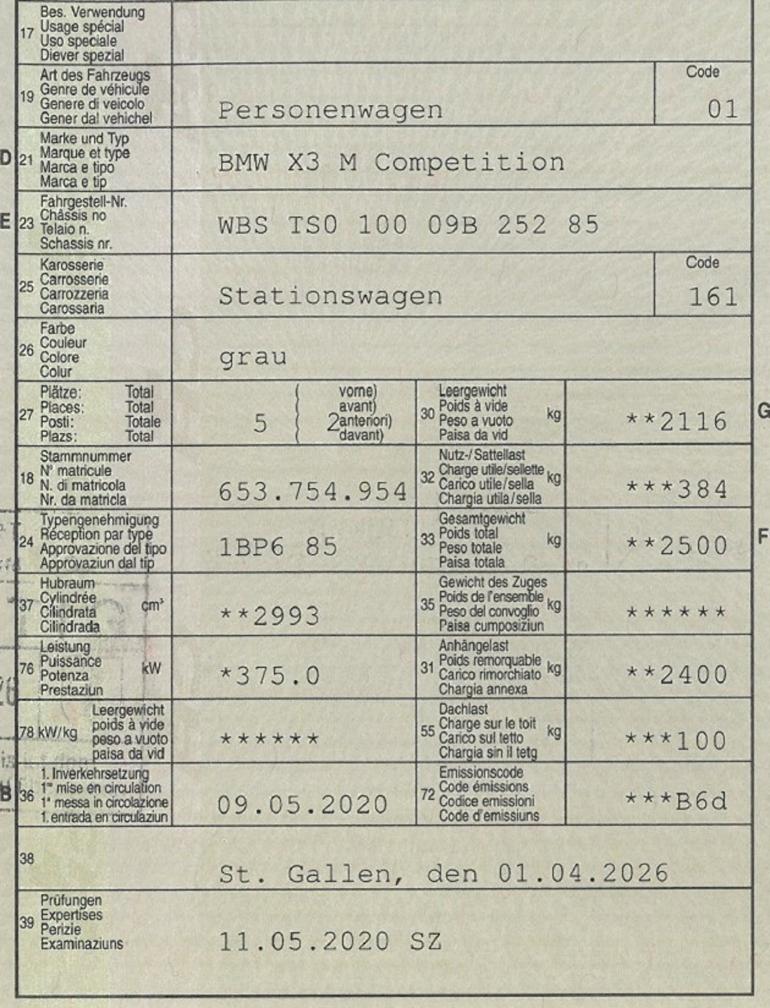 17 Bes. Verwendung
Usage spécial
Uso speciale
Diever spezial
19 Art des Fahrzeugs
Genre de véhicule
Genere di veicolo
Gener dal vehichel
Personenwagen
Code
01
D 21 Marke und Typ
Marque et type
Marca e tipo
Marca e tip
BMW X3 M Competition
E 23 Fahrgestell-Nr.
Châssis no
Telaio n.
Schassis nr.
WBS TS0 100 09B 252 85
25 Karosserie
Carrosserie
Carrozzeria
Carossaria
Stationswagen
Code
161
26 Farbe
Couleur
Colore
Colur
grau
27 Plätze: Total
Places: Total
Posti: Totale
Plazs: Total
5
( vorne)
( avant)
( 2 anteriori)
( davant)
30 Leergewicht
Poids à vide
Peso a vuoto
Paisa da vid
kg
**2116
G
18 Stammnummer
N° matricule
N. di matricola
Nr. da matricla
653.754.954
32 Nutz-/Sattellast
Charge utile/sellette
Carico utile/sella
Chargia utila/sella
kg
***384
24 Typengenehmigung
Réception par type
Approvazione del tipo
Approvaziun dal tip
1BP6 85
33 Gesamtgewicht
Poids total
Peso totale
Paisa totala
kg
**2500
F
37 Hubraum
Cylindrée
Cilindrata
Cilindrada
cm³
**2993
35 Gewicht des Zuges
Poids de l'ensemble
Peso del convoglio
Paisa cumposiziun
kg
******
76 Leistung
Puissance
Potenza
Prestaziun
kW
*375.0
31 Anhängelast
Poids remorquable
Carico rimorchiato
Chargia annexa
kg
**2400
78 kW/kg
Leergewicht
poids à vide
peso a vuoto
paisa da vid
******
55 Dachlast
Charge sur le toit
Carico sul tetto
Chargia sin il tetg
kg
***100
B 36 1. Inverkehrsetzung
1re mise en circulation
1a messa in circolazione
1. entrada en circulaziun
09.05.2020
72 Emissionscode
Code émissions
Codice emissioni
Code d'emissiuns
***B6d
38
St. Gallen, den 01.04.2026
39 Prüfungen
Expertises
Perizie
Examinaziuns
11.05.2020 SZ